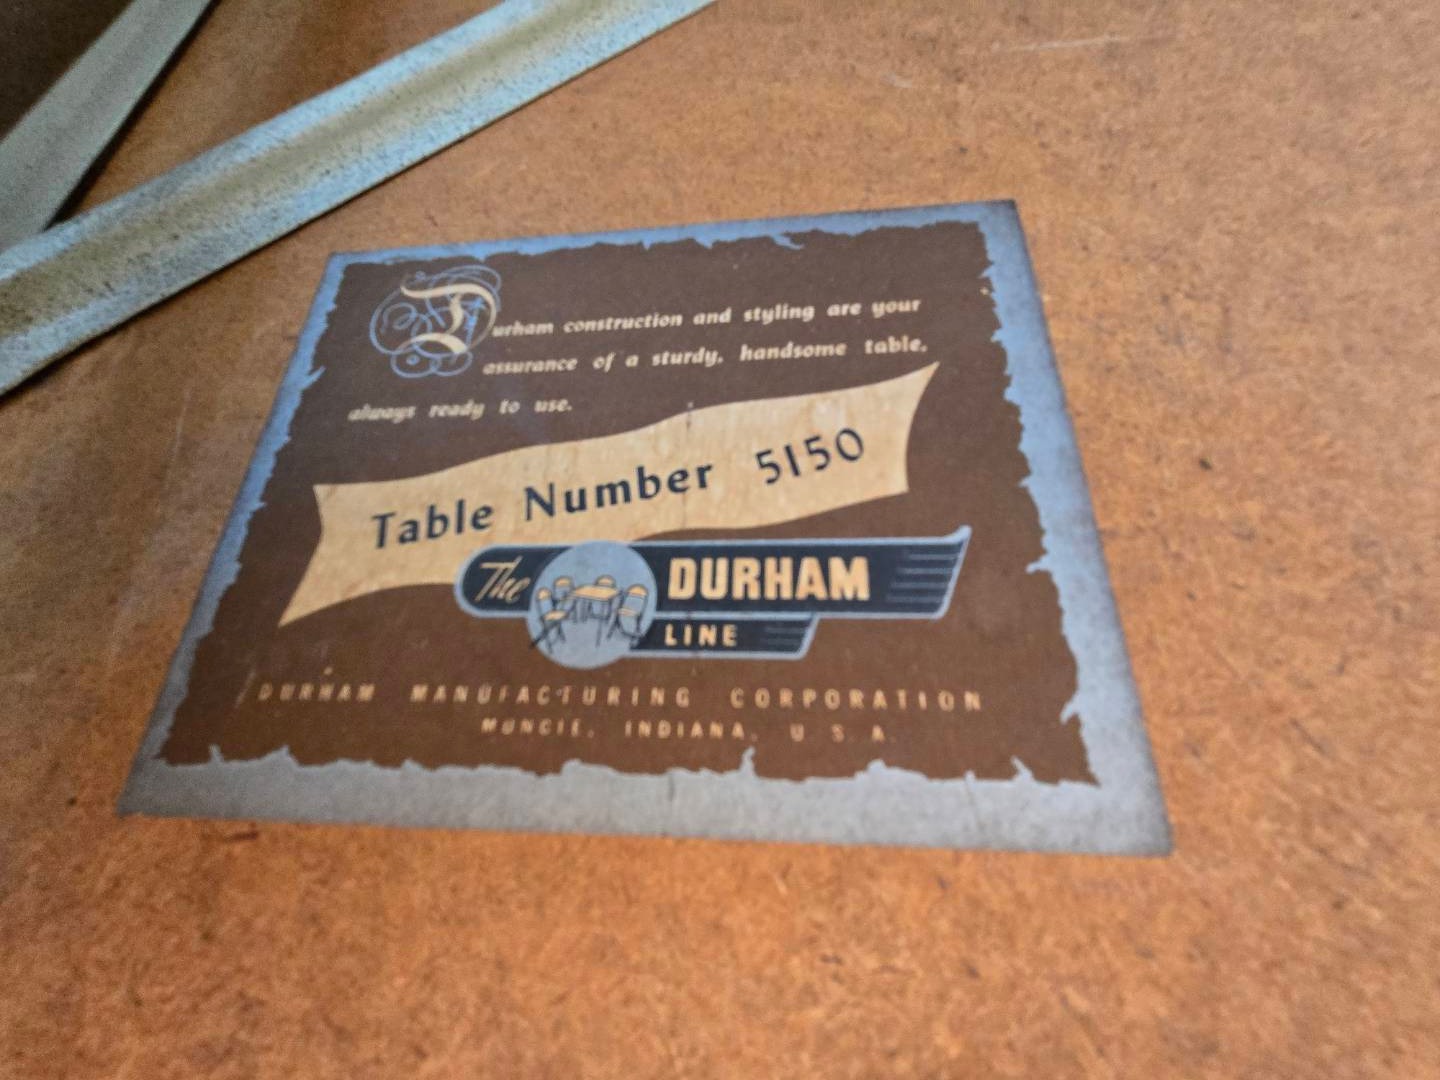 Durham construction and styling are your
assurance of a sturdy, handsome table,
always ready to use.
Table Number 5150
The DURHAM
LINE
DURHAM MANUFACTURING CORPORATION
MUNCIE, INDIANA, U. S. A.